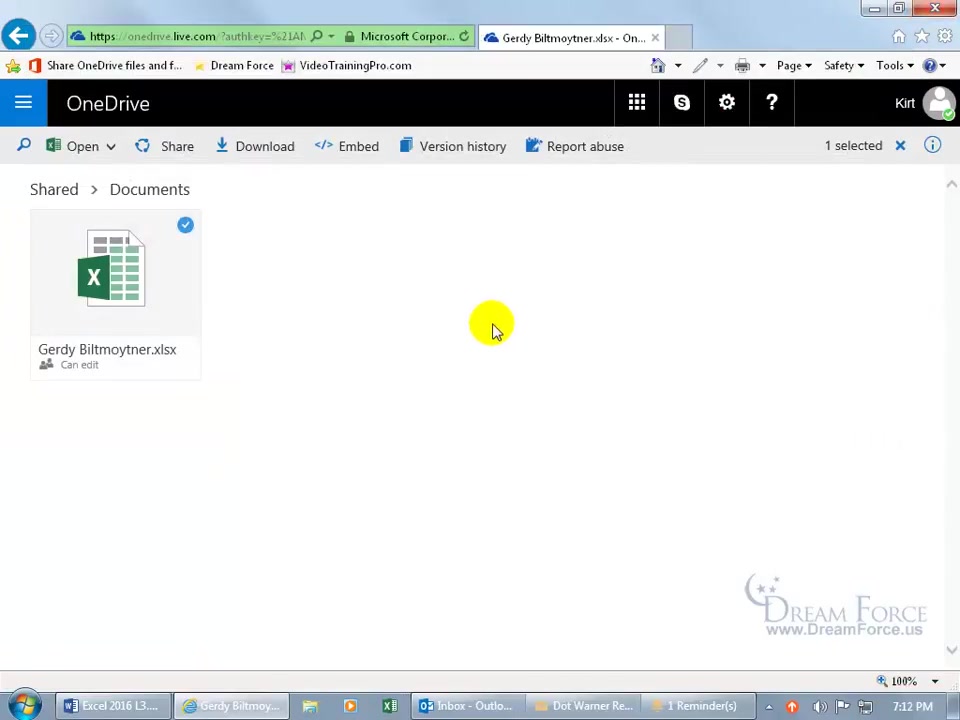 https://onedrive.live.com/?authkey=%21A
Microsoft Corpor...
Gerdy Biltmoytner.xlsx - On...
Share OneDrive files and f...
Dream Force
VideoTrainingPro.com
Page
Safety
Tools
OneDrive
Kirt
Open
Share
Download
Embed
Version history
Report abuse
1 selected
Shared > Documents
Gerdy Biltmoytner.xlsx
Can edit
DREAM FORCE
www.DreamForce.us
100%
Excel 2016 L3....
Gerdy Biltmoy...
Inbox - Outlo...
Dot Warner Re...
1 Reminder(s)
7:12 PM